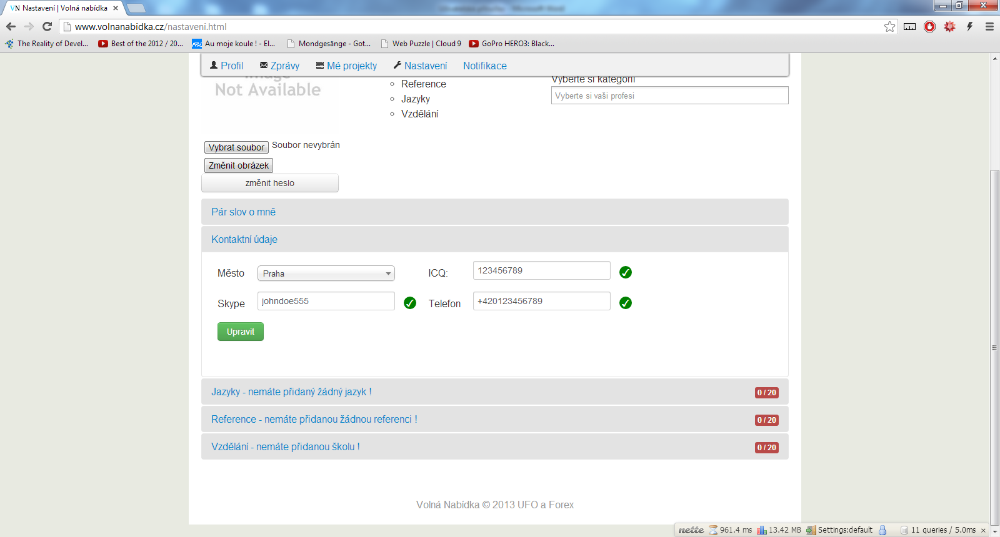 VN Nastavení | Volná nabídka
www.volnanabidka.cz/nastaveni.html
The Reality of Devel...
Best of the 2012 / 20...
Au moje koule ! - El...
Mondgesänge - Got...
Web Puzzle | Cloud 9
GoPro HERO3: Black...
Profil
Zprávy
Mé projekty
Nastavení
Notifikace
Not Available
Reference
Jazyky
Vzdělání
Vyberte si kategorii
Vyberte si vaši profesi
Vybrat soubor Soubor nevybrán
Změnit obrázek
změnit heslo
Pár slov o mně
Kontaktní údaje
Město Praha ICQ: 123456789
Skype johndoe555 Telefon +420123456789
Upravit
Jazyky - nemáte přidaný žádný jazyk ! 0 / 20
Reference - nemáte přidanou žádnou referenci ! 0 / 20
Vzdělání - nemáte přidanou školu ! 0 / 20
Volná Nabídka © 2013 UFO a Forex
nette 961.4 ms 13.42 MB Settings:default 11 queries / 5.0ms ×